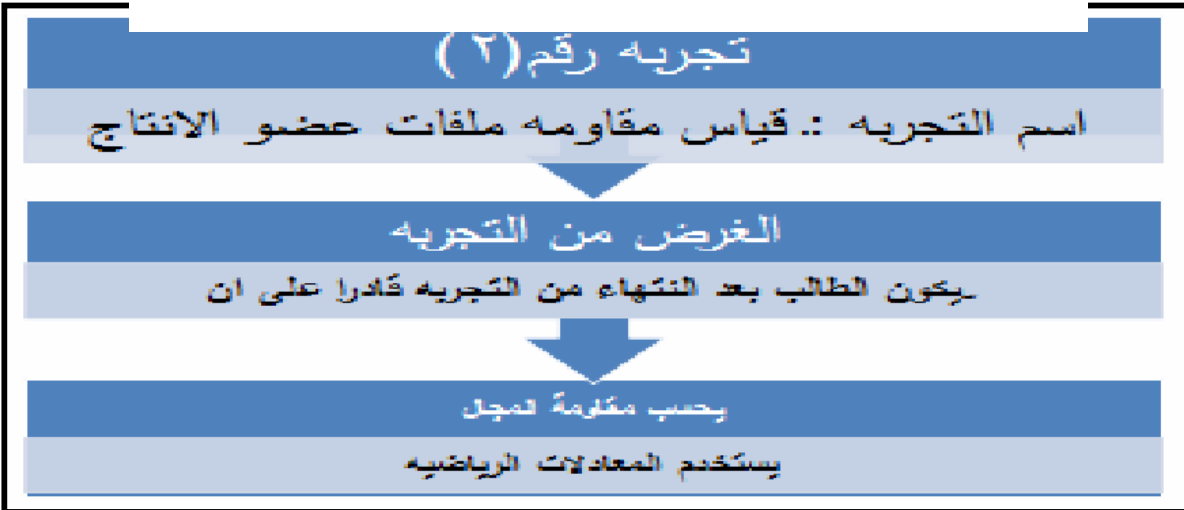 تجربه رقم(٢ )
اسم التجربه :. قياس مقاومه ملفات عضو الانتاج
الغرض من التجربه
.يكون الطالب بعد النتهاء من التجربه قادرا على ان
يحسب مقاومة المجال
يستخدم المعادلات الرياضيه